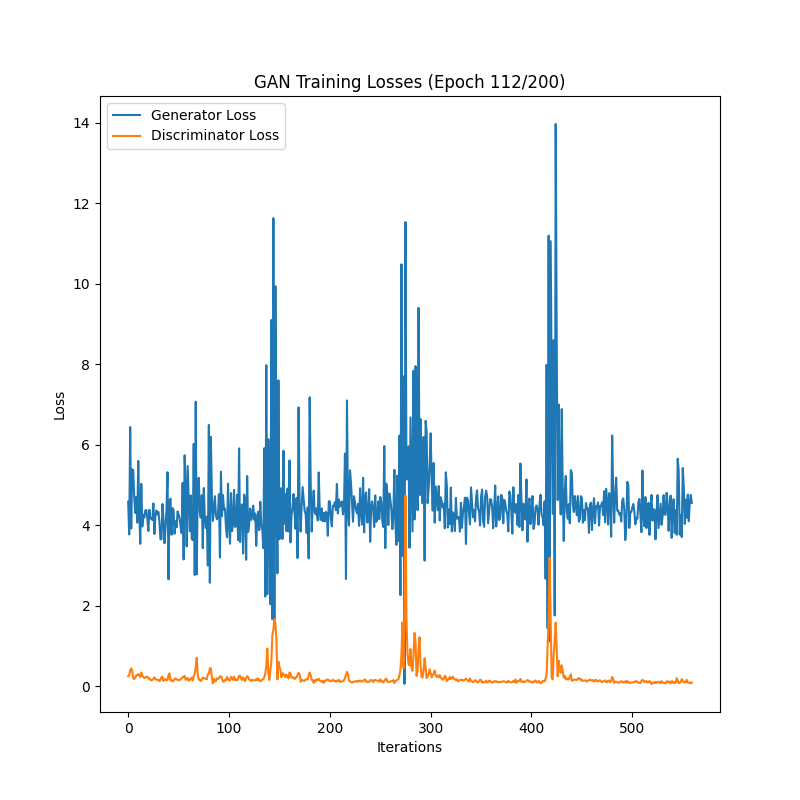 GAN Training Losses (Epoch 112/200)
Generator Loss
Discriminator Loss
14
12
10
8
6
4
2
0
Loss
0 100 200 300 400 500
Iterations